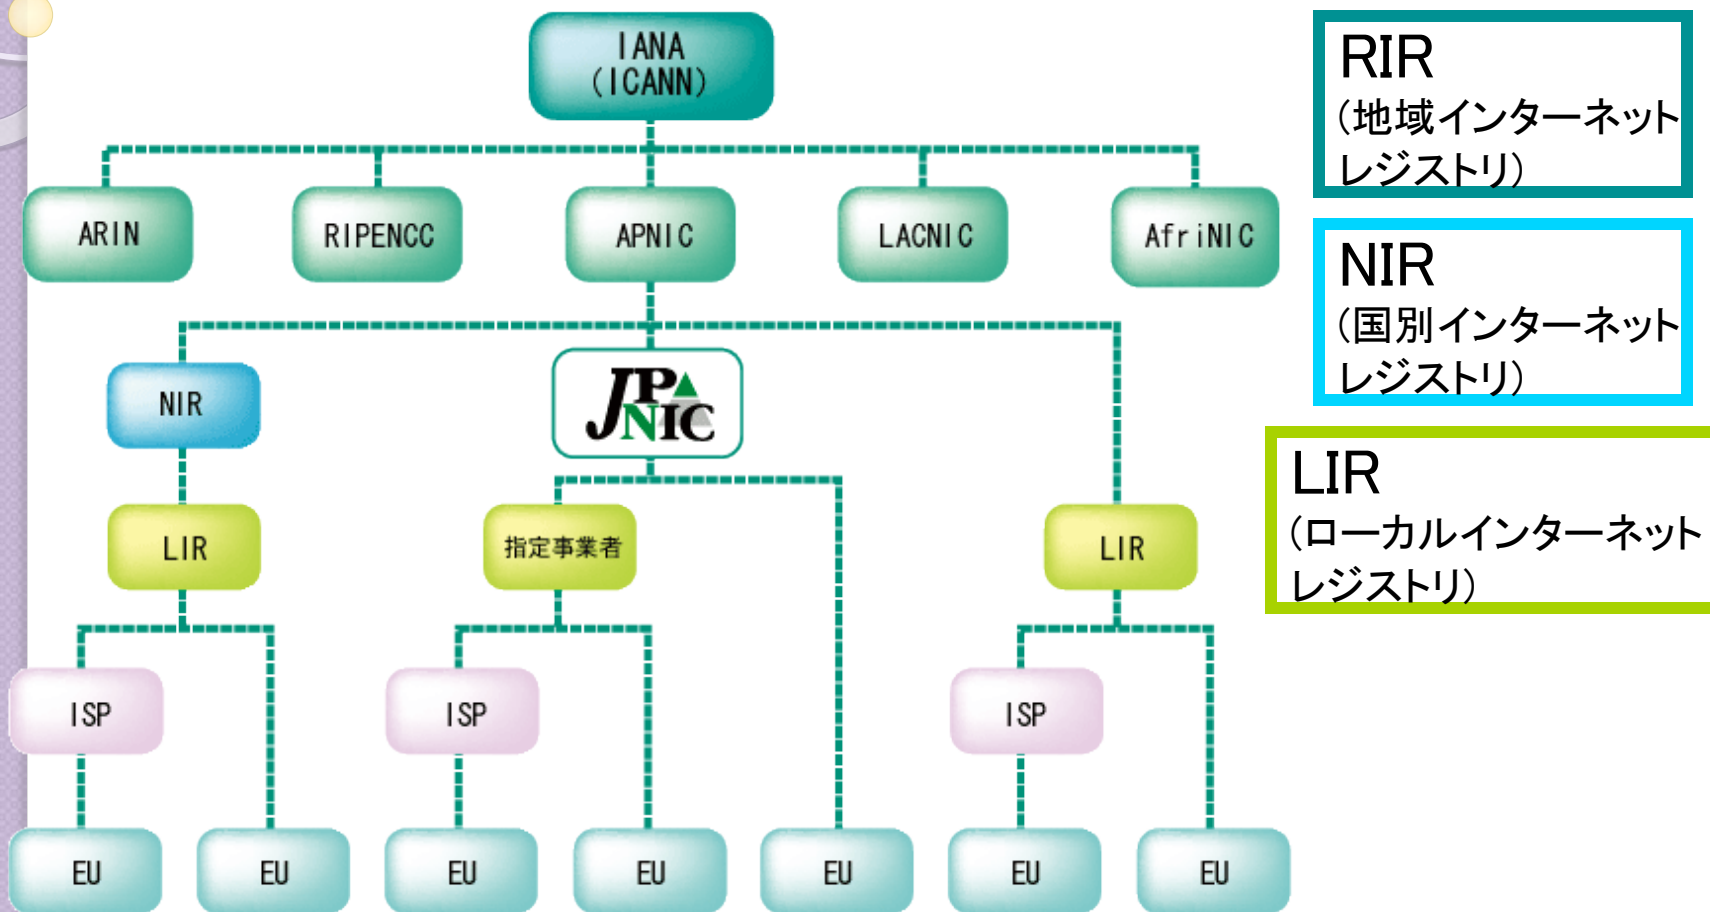 IANA
(ICANN)
ARIN
RIPENCC
APNIC
LACNIC
AfriNIC
NIR
JPNIC
LIR
指定事業者
LIR
ISP
ISP
ISP
EU
EU
EU
EU
EU
EU
EU
RIR
(地域インターネット
レジストリ)
NIR
(国別インターネット
レジストリ)
LIR
(ローカルインターネット
レジストリ)